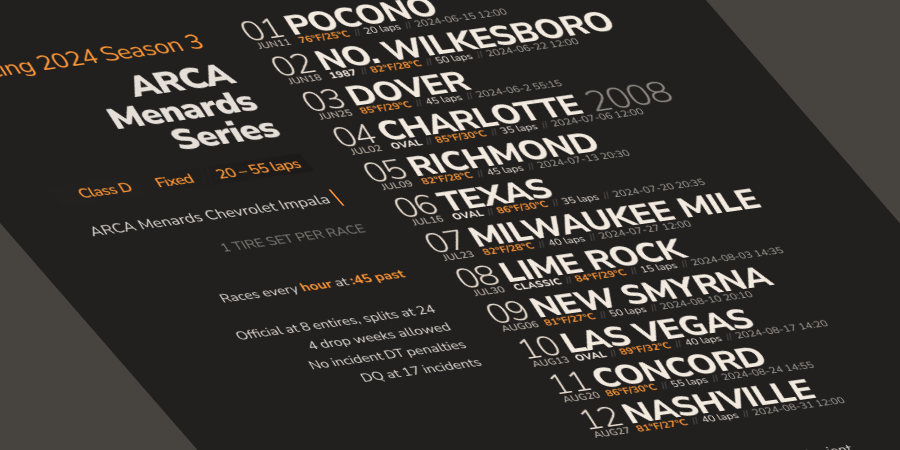 ing 2024 Season 3
ARCA
Menards
Series
Class D Fixed 20–55 laps
ARCA Menards Chevrolet Impala
1 TIRE SET PER RACE
Races every hour at :45 past
Official at 8 entires, splits at 24
4 drop weeks allowed
No incident DT penalties
DQ at 17 incidents
01 POCONO
JUN11 76°F/25°C // 20 laps // 2024-06-15 12:00
02 NO. WILKESBORO
JUN18 1987 // 82°F/28°C // 50 laps // 2024-06-22 12:00
03 DOVER
JUN25 85°F/29°C // 45 laps // 2024-06-2 55:15
04 CHARLOTTE 2008
JUL02 OVAL // 85°F/30°C // 35 laps // 2024-07-06 12:00
05 RICHMOND
JUL09 82°F/28°C // 45 laps // 2024-07-13 20:30
06 TEXAS
JUL16 OVAL // 86°F/30°C // 35 laps // 2024-07-20 20:35
07 MILWAUKEE MILE
JUL23 82°F/28°C // 40 laps // 2024-07-27 12:00
08 LIME ROCK
JUL30 CLASSIC // 84°F/29°C // 15 laps // 2024-08-03 14:35
09 NEW SMYRNA
AUG06 81°F/27°C // 50 laps // 2024-08-10 20:10
10 LAS VEGAS
AUG13 OVAL // 89°F/32°C // 40 laps // 2024-08-17 14:20
11 CONCORD
AUG20 86°F/30°C // 55 laps // 2024-08-24 14:55
12 NASHVILLE
AUG27 81°F/27°C // 40 laps // 2024-08-31 12:00